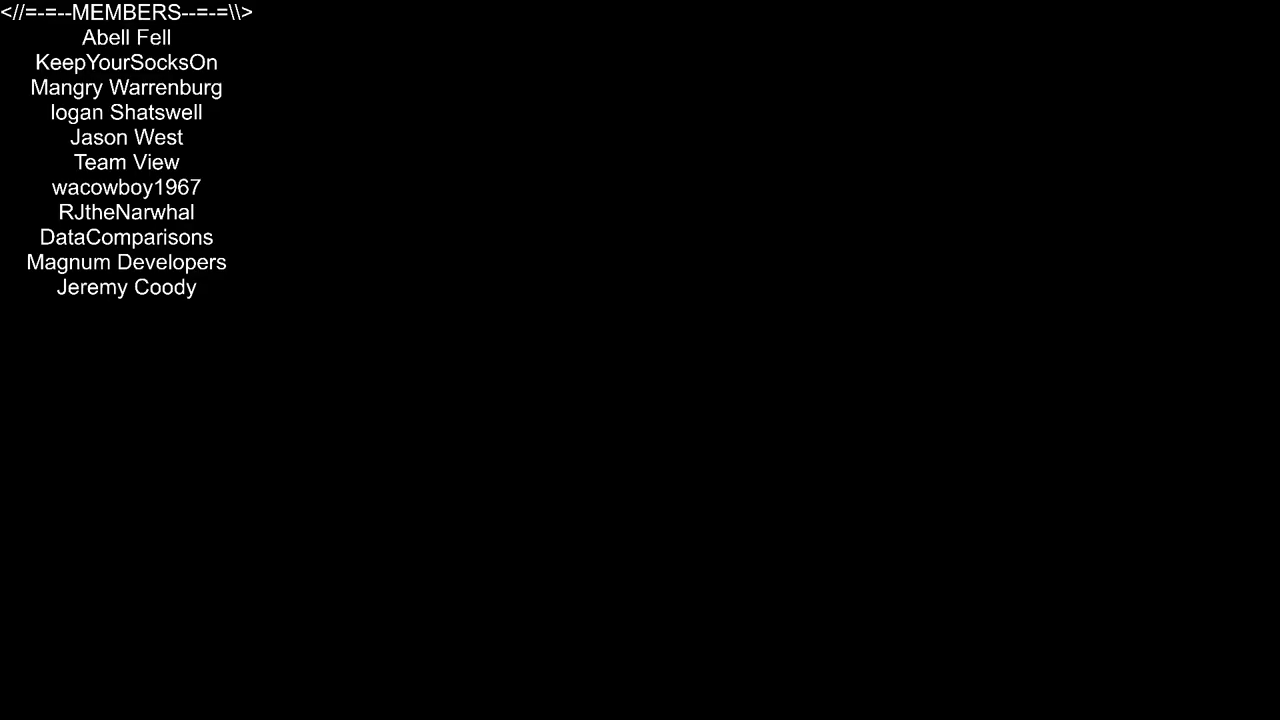 <//=-=--MEMBERS--=-=\\>
Abell Fell
KeepYourSocksOn
Mangry Warrenburg
logan Shatswell
Jason West
Team View
wacowboy1967
RJtheNarwhal
DataComparisons
Magnum Developers
Jeremy Coody